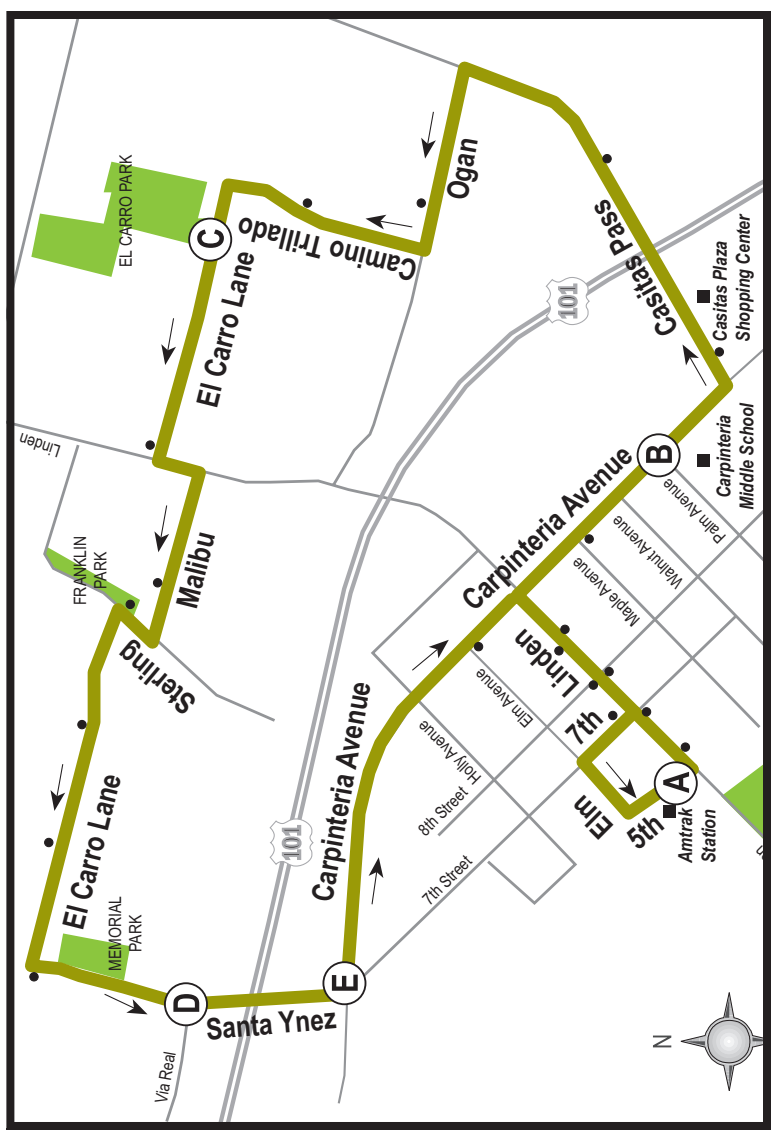 EL CARRO PARK
C
El Carro Lane
Camino Trillado
Ogan
Linden
FRANKLIN
PARK
Malibu
Sterling
El Carro Lane
MEMORIAL
PARK
D
Via Real
Santa Ynez
E
101
101
Casitas Pass
Casitas Plaza
Shopping Center
Carpinteria Avenue
B
Carpinteria
Middle School
Palm Avenue
Walnut Avenue
Maple Avenue
Linden
Elm Avenue
Carpinteria Avenue
Holly Avenue
8th Street
7th Street
7th
Elm
5th
A
Amtrak
Station
N